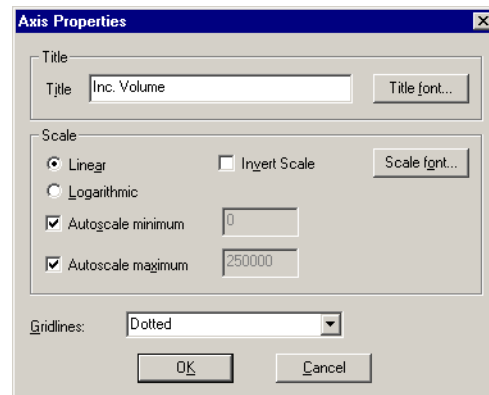 Axis Properties
Title
Title Inc. Volume Title font...
Scale
Linear Invert Scale Scale font...
Logarithmic
Autoscale minimum 0
Autoscale maximum 250000
Gridlines: Dotted
OK Cancel